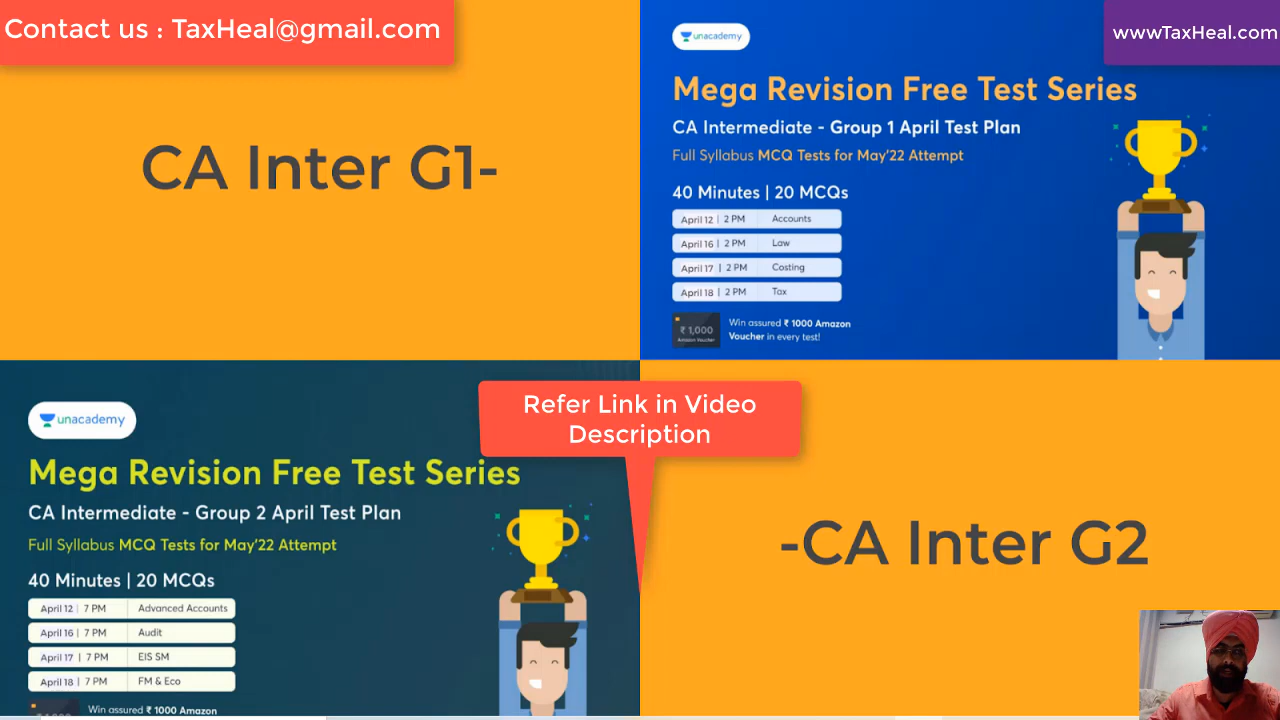 Contact us : TaxHeal@gmail.com
wwwTaxHeal.com
CA Inter G1-
unacademy
Mega Revision Free Test Series
CA Intermediate - Group 1 April Test Plan
Full Syllabus MCQ Tests for May'22 Attempt
40 Minutes | 20 MCQs
April 12 | 2 PM Accounts
April 16 | 2 PM Law
April 17 | 2 PM Costing
April 18 | 2 PM Tax
₹ 1,000
Amazon Voucher
Win assured ₹ 1000 Amazon
Voucher in every test!
Refer Link in Video
Description
unacademy
Mega Revision Free Test Series
CA Intermediate - Group 2 April Test Plan
Full Syllabus MCQ Tests for May'22 Attempt
40 Minutes | 20 MCQs
April 12 | 7 PM Advanced Accounts
April 16 | 7 PM Audit
April 17 | 7 PM EIS SM
April 18 | 7 PM FM & Eco
Win assured ₹ 1000 Amazon
-CA Inter G2